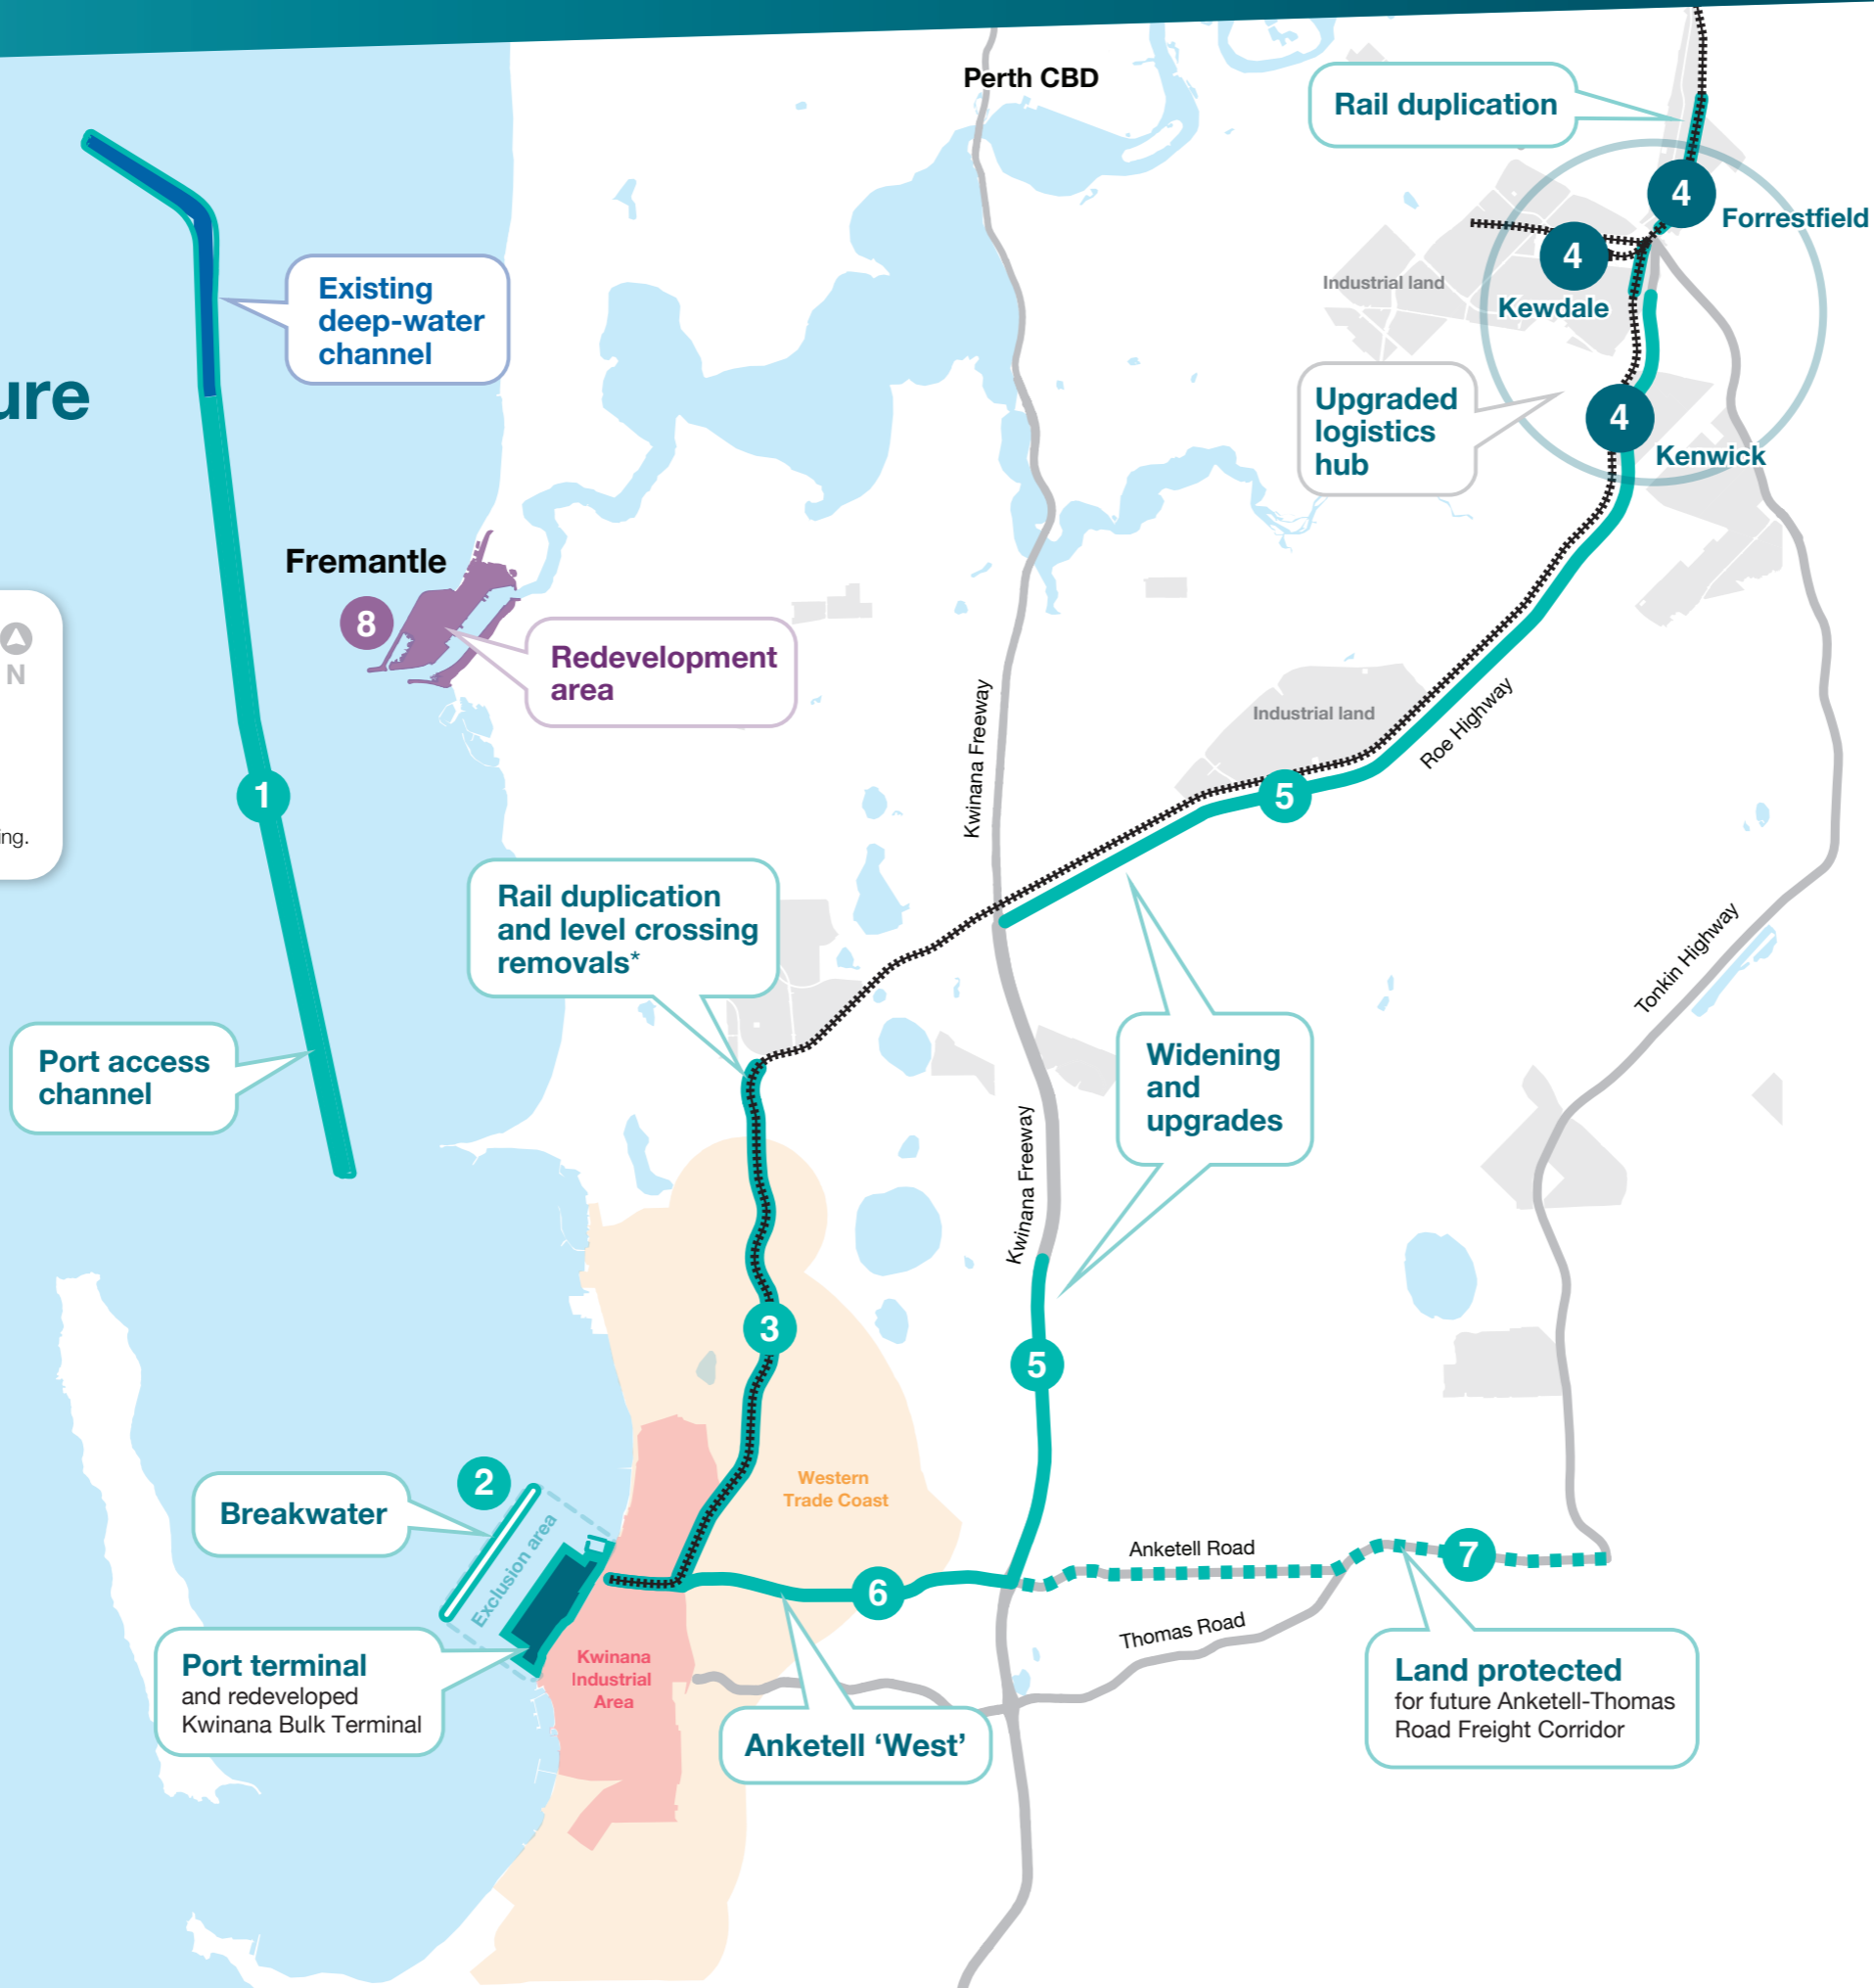 Perth CBD
Rail duplication
4
Forrestfield
4
Kewdale
Industrial land
Existing
deep-water
channel
Upgraded
logistics
hub
4
Kenwick
Fremantle
8
Redevelopment
area
N
Kwinana Freeway
Industrial land
Roe Highway
1
5
Rail duplication
and level crossing
removals*
Tonkin Highway
Port access
channel
Widening
and
upgrades
Kwinana Freeway
3
5
2
Breakwater
Exclusion area
Western
Trade Coast
Anketell Road
7
6
Thomas Road
Port terminal
and redeveloped
Kwinana Bulk Terminal
Kwinana
Industrial
Area
Anketell ‘West’
Land protected
for future Anketell-Thomas
Road Freight Corridor